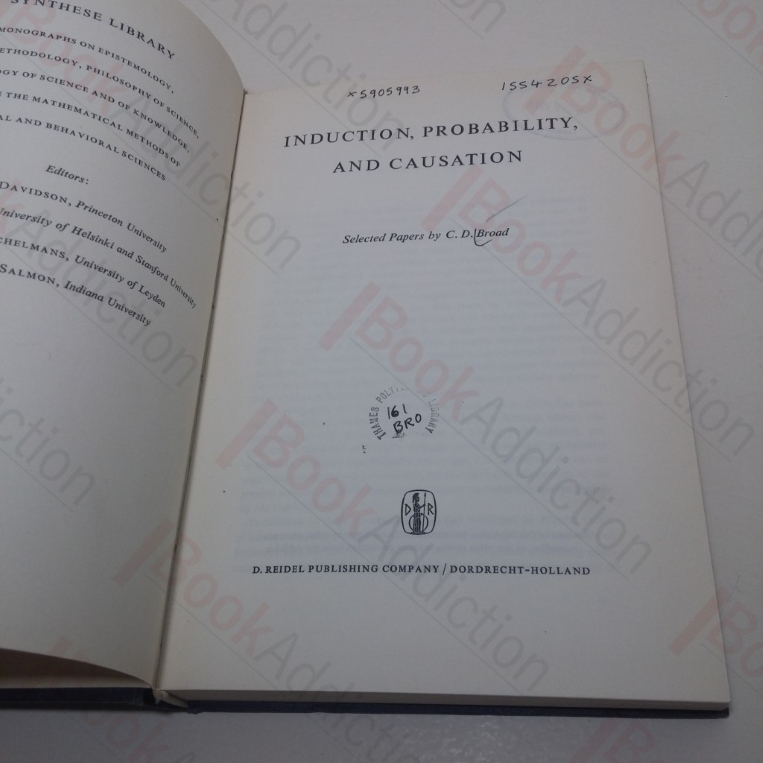 SYNTHESE LIBRARY
MONOGRAPHS ON EPISTEMOLOGY,
METHODOLOGY, PHILOSOPHY OF SCIENCE,
OGY OF SCIENCE AND OF KNOWLEDGE,
THE MATHEMATICAL METHODS OF
AL AND BEHAVIORAL SCIENCES
Editors:
DAVIDSON, Princeton University
University of Helsinki and Stanford University
CHELMANS, University of Leyden
SALMON, Indiana University
x5905993 1554205x
INDUCTION, PROBABILITY,
AND CAUSATION
Selected Papers by C. D. Broad
THAMES LIBRARY
161
BRO
D R
D. REIDEL PUBLISHING COMPANY / DORDRECHT-HOLLAND
BookAddiction